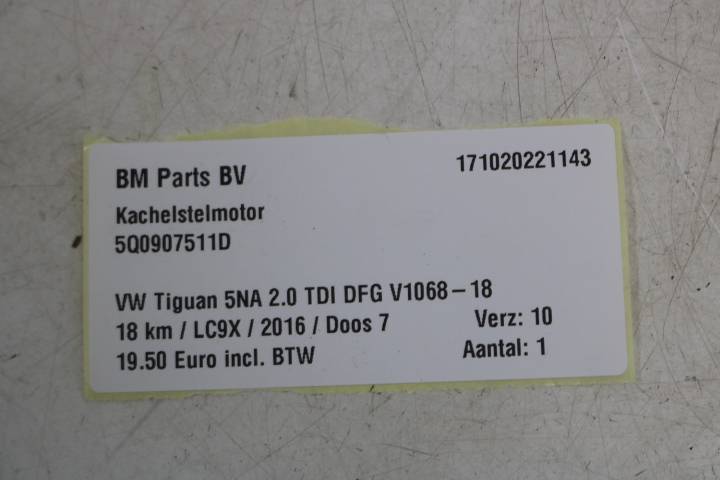 BM Parts BV 171020221143
Kachelstelmotor
5Q0907511D
VW Tiguan 5NA 2.0 TDI DFG V1068-18
18 km / LC9X / 2016 / Doos 7 Verz: 10
19.50 Euro incl. BTW Aantal: 1